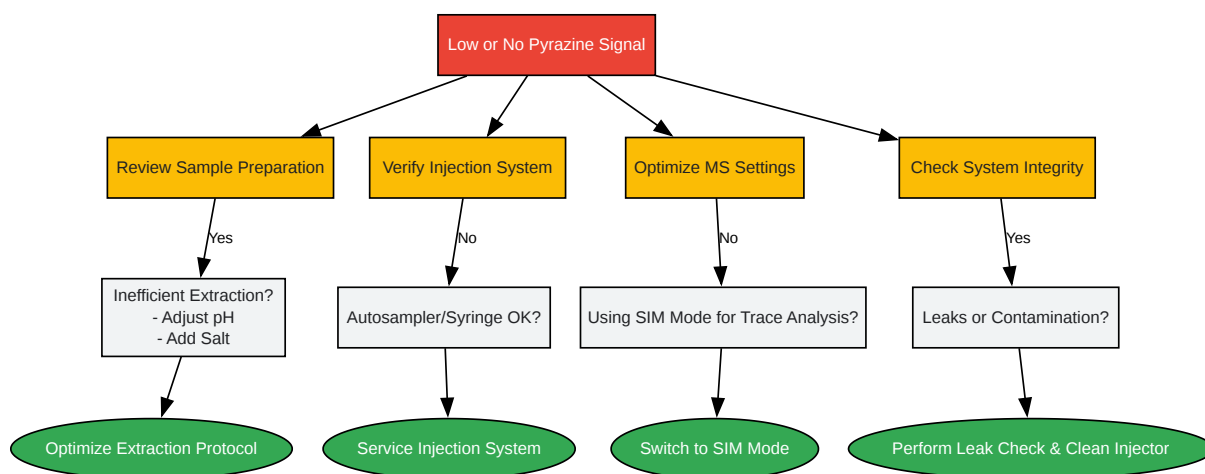 Low or No Pyrazine Signal
Review Sample Preparation
Verify Injection System
Optimize MS Settings
Check System Integrity
Yes
No
No
Yes
Inefficient Extraction?
- Adjust pH
- Add Salt
Autosampler/Syringe OK?
Using SIM Mode for Trace Analysis?
Leaks or Contamination?
Optimize Extraction Protocol
Service Injection System
Switch to SIM Mode
Perform Leak Check & Clean Injector